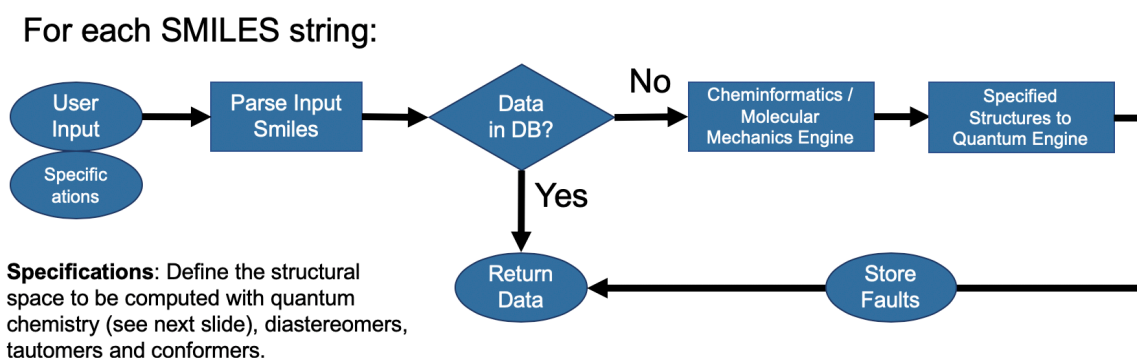 For each SMILES string:
User
Input
Specific
ations
Parse Input
Smiles
Data
in DB?
No
Yes
Cheminformatics /
Molecular
Mechanics Engine
Specified
Structures to
Quantum Engine
Return
Data
Store
Faults
Specifications: Define the structural
space to be computed with quantum
chemistry (see next slide), diastereomers,
tautomers and conformers.